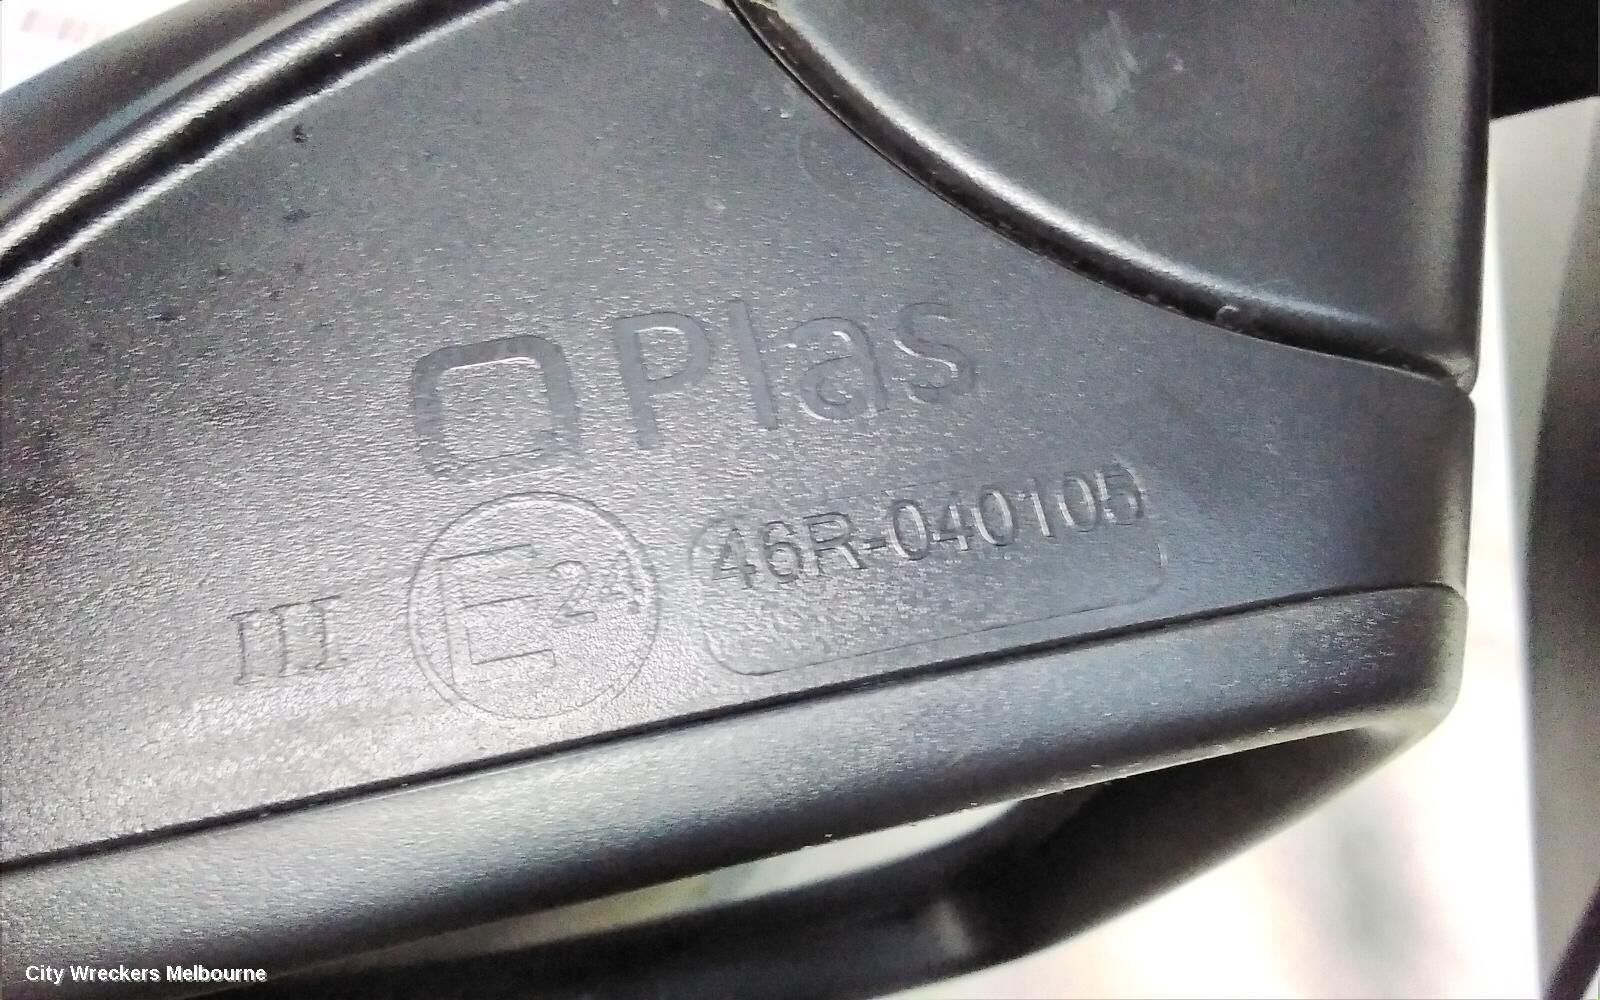 Plas
III E24 46R-040105
City Wreckers Melbourne